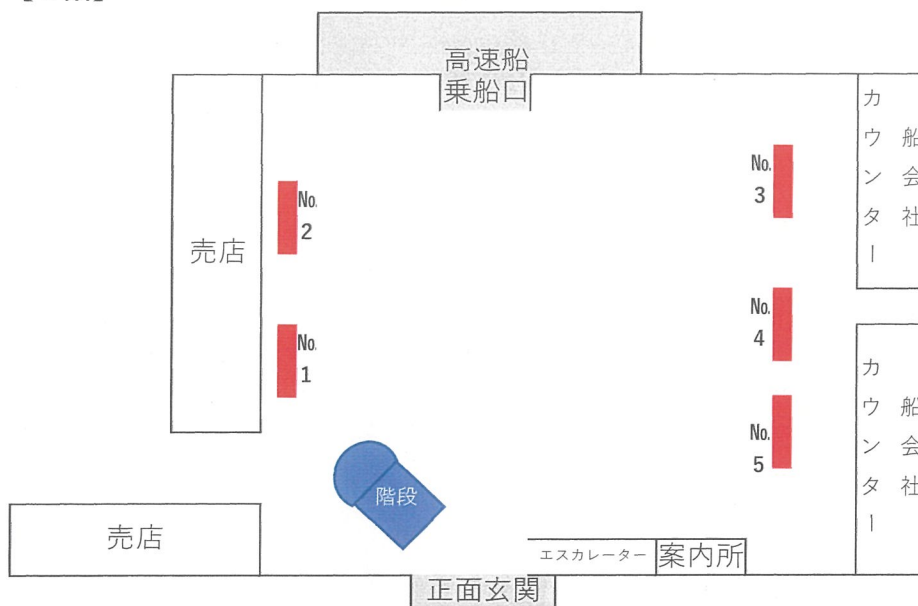 高速船
乗船口
船会社
カウンター
No.
3
No.
2
売店
No.
4
No.
1
船会社
カウンター
No.
5
階段
売店
エスカレーター
案内所
正面玄関